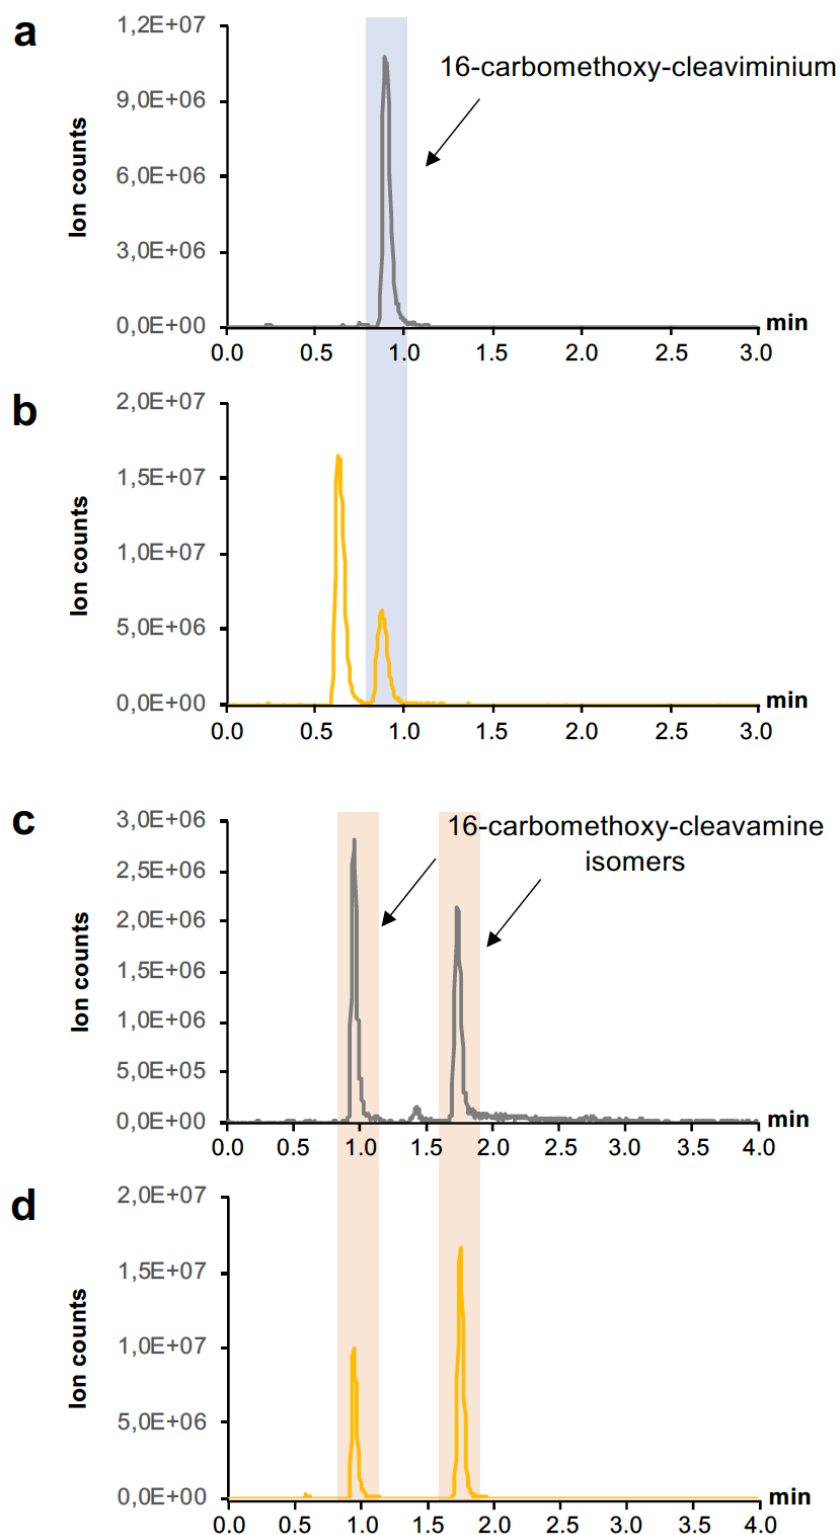 a
1,2E+07
16-carbomethoxy-cleaviminium
9,0E+06
Ion counts
6,0E+06
3,0E+06
0,0E+00
min
0.0 0.5 1.0 1.5 2.0 2.5 3.0
b
2,0E+07
1,5E+07
Ion counts
1,0E+07
5,0E+06
0,0E+00
min
0.0 0.5 1.0 1.5 2.0 2.5 3.0
c
3,0E+06
16-carbomethoxy-cleavamine
isomers
2,5E+06
2,0E+06
Ion counts
1,5E+06
1,0E+06
5,0E+05
0,0E+00
min
0.0 0.5 1.0 1.5 2.0 2.5 3.0 3.5 4.0
d
2,0E+07
1,5E+07
Ion counts
1,0E+07
5,0E+06
0,0E+00
min
0.0 0.5 1.0 1.5 2.0 2.5 3.0 3.5 4.0